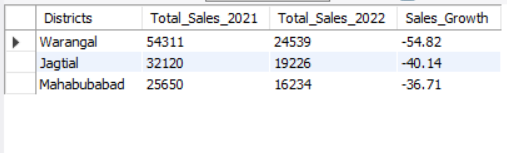 Districts Total_Sales_2021 Total_Sales_2022 Sales_Growth
Warangal 54311 24539 -54.82
Jagtial 32120 19226 -40.14
Mahabubabad 25650 16234 -36.71